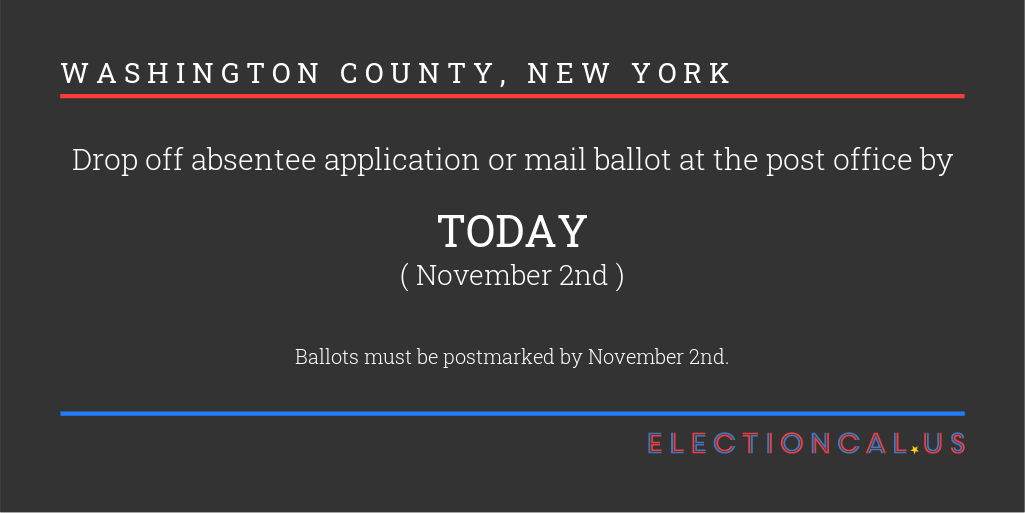 WASHINGTON COUNTY, NEW YORK
Drop off absentee application or mail ballot at the post office by
TODAY
( November 2nd )
Ballots must be postmarked by November 2nd.
ELECTIONCAL.US